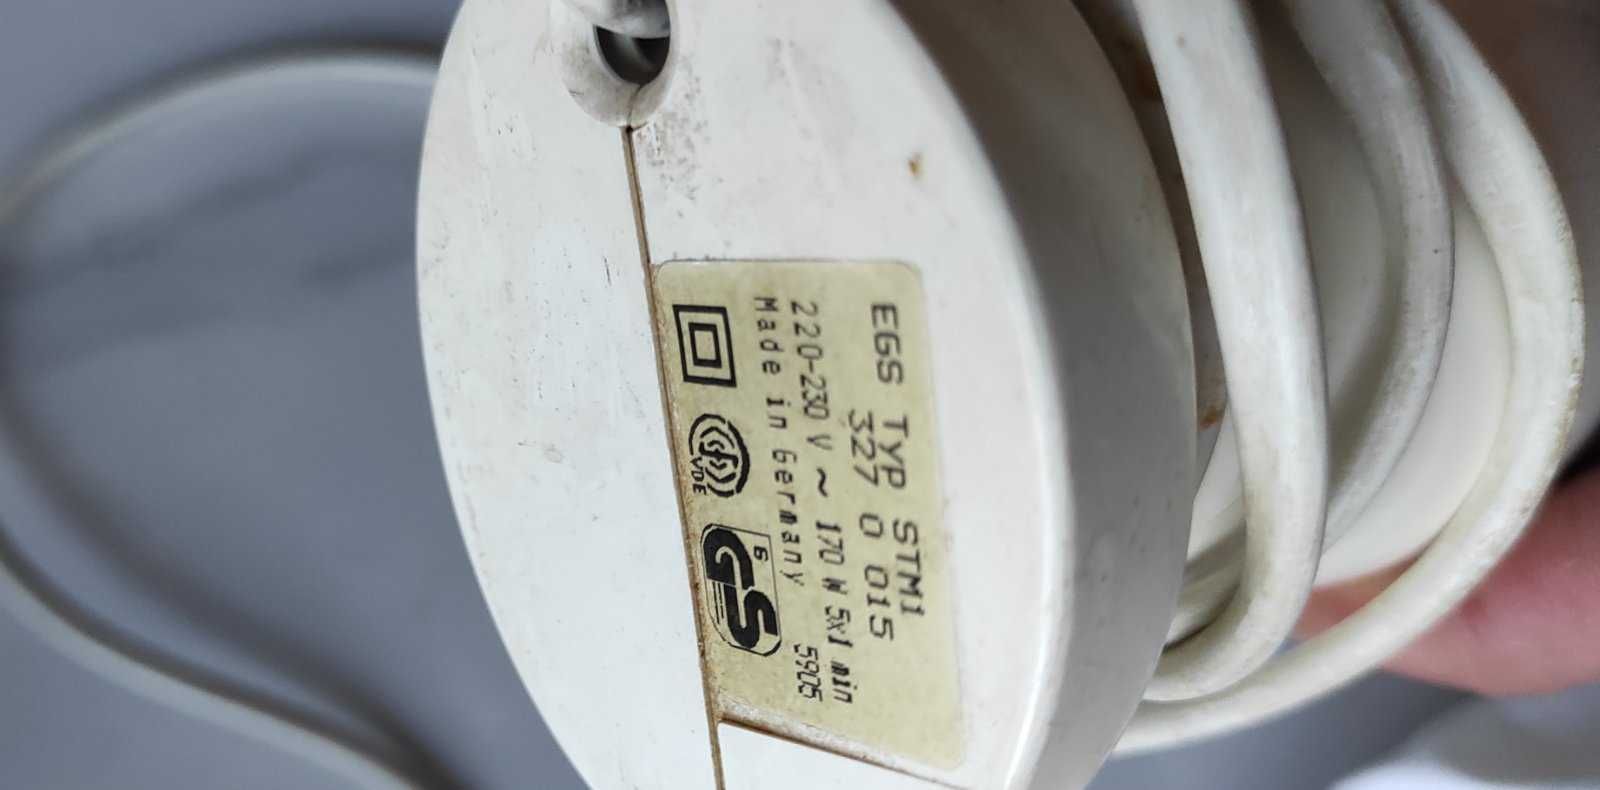 EGS TYP STM1
327 0 015
220-230 V ~ 170 W 5x1 min
Made in Germany 5905
VDE
GS